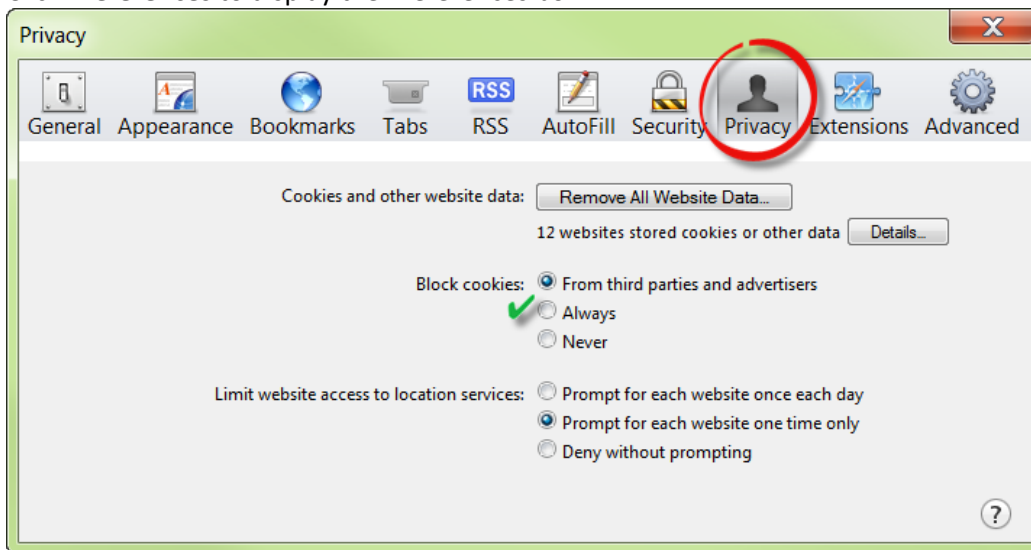 Privacy
X
General Appearance Bookmarks Tabs RSS RSS AutoFill Security Privacy Extensions Advanced
Cookies and other website data: Remove All Website Data...
12 websites stored cookies or other data Details...
Block cookies: From third parties and advertisers
Always
Never
Limit website access to location services: Prompt for each website once each day
Prompt for each website one time only
Deny without prompting
?